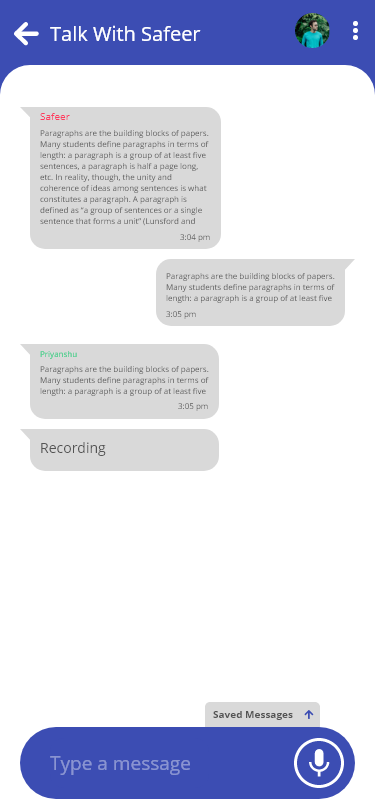 Talk With Safeer
Safeer
Paragraphs are the building blocks of papers.
Many students define paragraphs in terms of
length: a paragraph is a group of at least five
sentences, a paragraph is half a page long,
etc. In reality, though, the unity and
coherence of ideas among sentences is what
constitutes a paragraph. A paragraph is
defined as “a group of sentences or a single
sentence that forms a unit” (Lunsford and
3:04 pm
Paragraphs are the building blocks of papers.
Many students define paragraphs in terms of
length: a paragraph is a group of at least five
3:05 pm
Priyanshu
Paragraphs are the building blocks of papers.
Many students define paragraphs in terms of
length: a paragraph is a group of at least five
3:05 pm
Recording
Saved Messages
Type a message